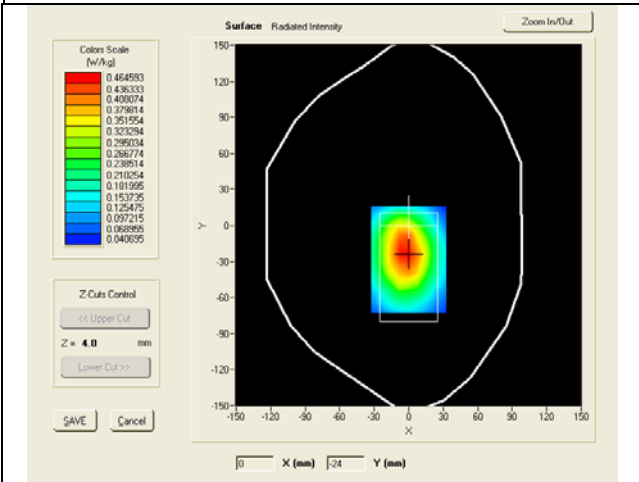 Surface Radiated Intensity
Zoom In/Out
Colors Scale
(W/kg)
0.464593
0.436333
0.408074
0.379814
0.351554
0.323294
0.295034
0.266774
0.238514
0.210254
0.181995
0.153735
0.125475
0.097215
0.068955
0.040695
Z-Cuts Control
<< Upper Cut
Z = 4.0 mm
Lower Cut >>
SAVE Cancel
150
120
90
60
30
0
-30
-60
-90
-120
-150
Y
-150 -120 -90 -60 -30 0 30 60 90 120 150
X
0 X (mm) -24 Y (mm)